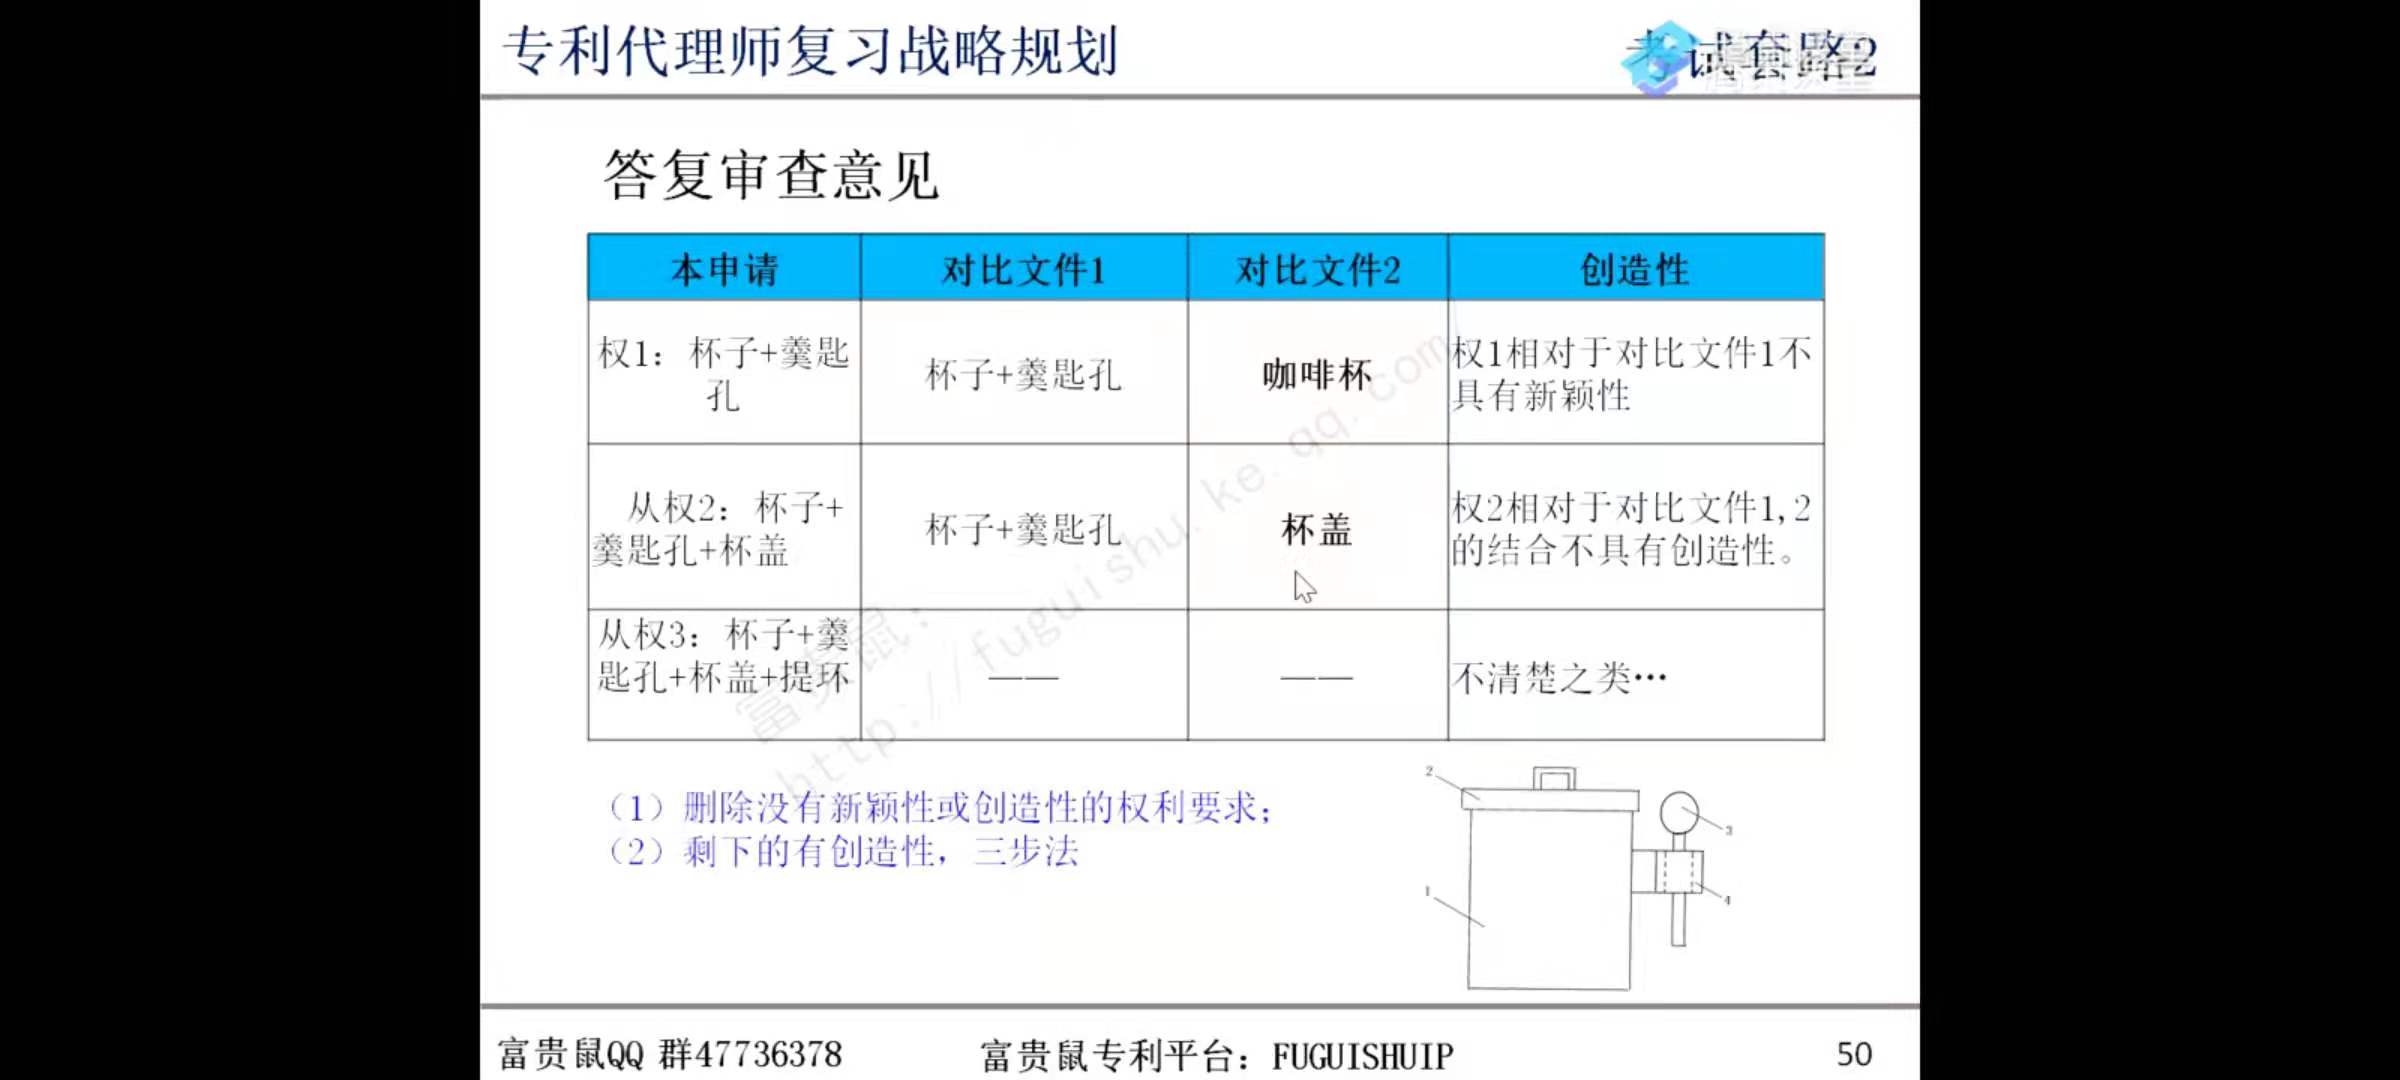 专利代理师复习战略规划
考试套路2
答复审查意见
本申请
对比文件1
对比文件2
创造性
权1：杯子+羹匙
孔
杯子+羹匙孔
咖啡杯
权1相对于对比文件1不
具有新颖性
从权2：杯子+
羹匙孔+杯盖
杯子+羹匙孔
杯盖
权2相对于对比文件1,2
的结合不具有创造性。
从权3：杯子+羹
匙孔+杯盖+提环
——
——
不清楚之类…
富贵鼠：
http://fuguishu.ke.qq.com/
（1）删除没有新颖性或创造性的权利要求；
（2）剩下的有创造性，三步法
2
3
1
4
富贵鼠QQ 群47736378
富贵鼠专利平台：FUGUISHUIP
50